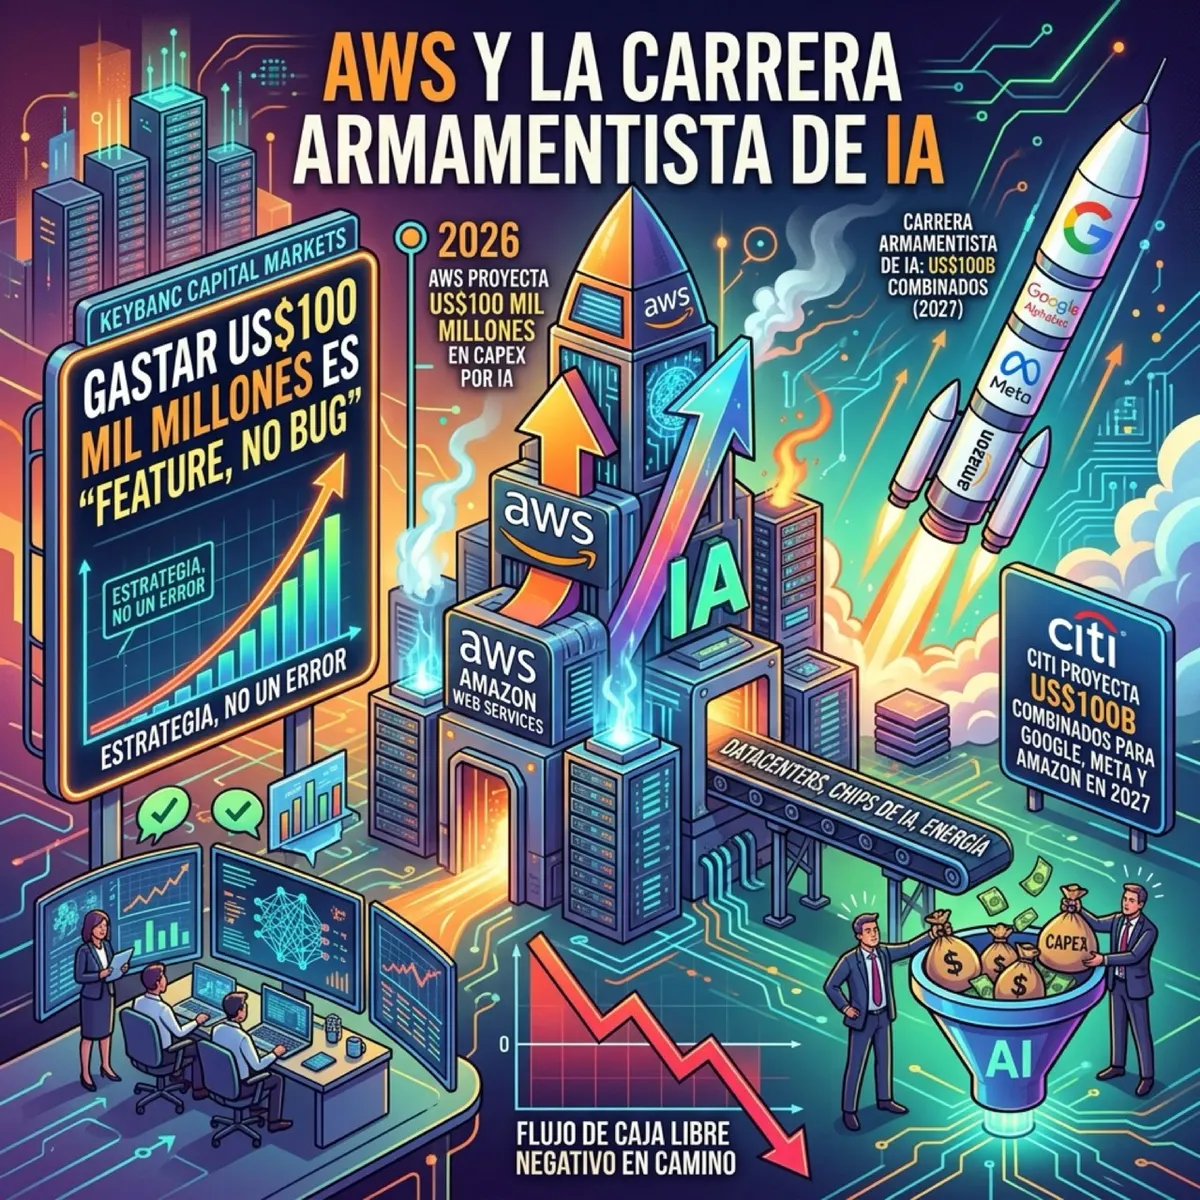 AWS Y LA CARRERA
ARMAMENTISTA DE IA
KEYBANC CAPITAL MARKETS
GASTAR US$100
MIL MILLONES ES
“FEATURE, NO BUG”
ESTRATEGIA,
NO UN ERROR
ESTRATEGIA, NO UN ERROR
2026
AWS PROYECTA
US$100 MIL
MILLONES
EN CAPEX
POR IA
aws
aws
aws
AMAZON
WEB SERVICES
IA
CARRERA
ARMAMENTISTA
DE IA: US$100B
COMBINADOS
(2027)
G
Google
Meta
amazon
citi
CITI PROYECTA
US$100B
COMBINADOS PARA
GOOGLE, META Y
AMAZON EN 2027
DATACENTERS, CHIPS DE IA, ENERGÍA
$
$
$
CAPEX
AI
0
FLUJO DE CAJA LIBRE
NEGATIVO EN CAMINO